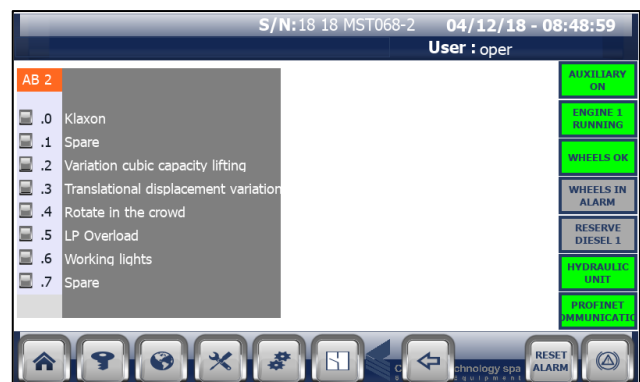 S/N: 18 18 MST068-2 04/12/18 - 08:48:59
User : oper
AB 2
.0 Klaxon
.1 Spare
.2 Variation cubic capacity lifting
.3 Translational displacement variation
.4 Rotate in the crowd
.5 LP Overload
.6 Working lights
.7 Spare
AUXILIARY
ON
ENGINE 1
RUNNING
WHEELS OK
WHEELS IN
ALARM
RESERVE
DIESEL 1
HYDRAULIC
UNIT
PROFINET
OMMUNICATIO
chnology spa
RESET
ALARM